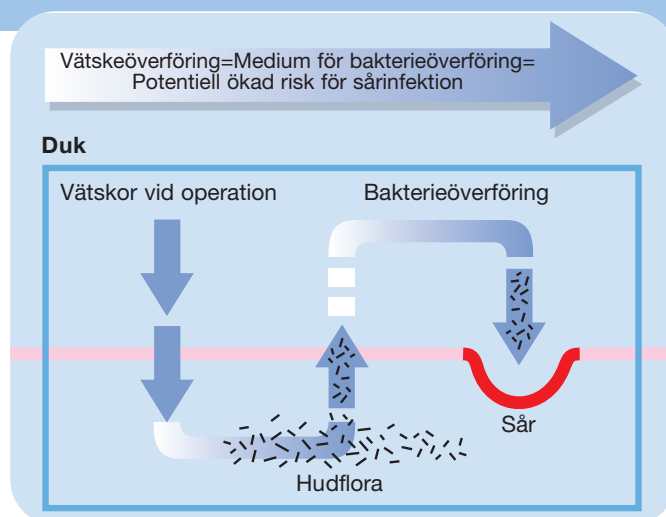 Vätskeöverföring=Medium för bakterieöverföring=
Potentiell ökad risk för sårinfektion
Duk
Vätskor vid operation
Bakterieöverföring
Sår
Hudflora